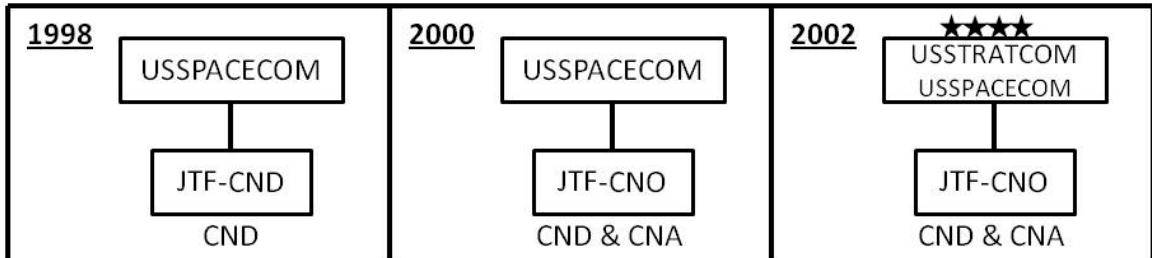 1998
USSPACECOM
JTF-CND
CND
2000
USSPACECOM
JTF-CNO
CND & CNA
2002
★★★★
USSTRATCOM
USSPACECOM
JTF-CNO
CND & CNA